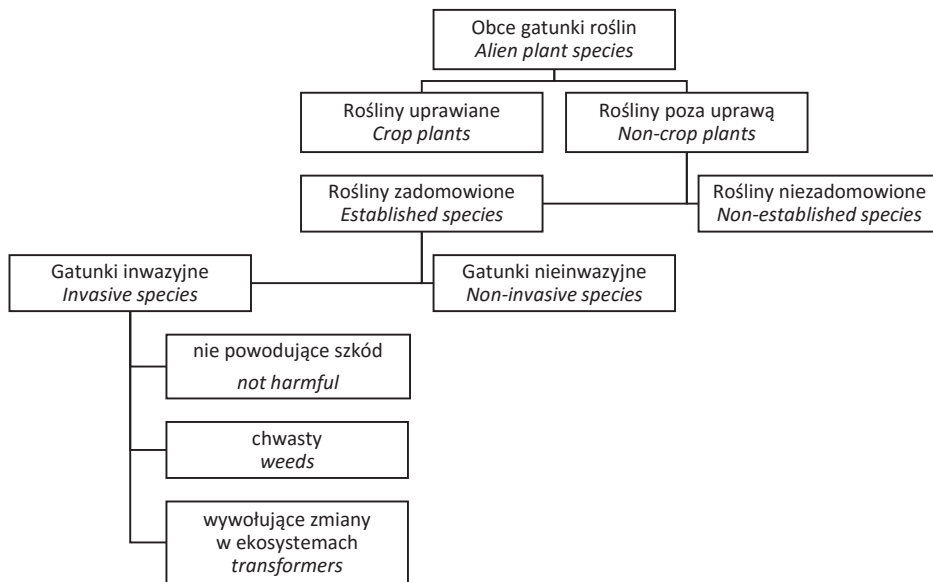 Obce gatunki roślin
Alien plant species
Rośliny uprawiane
Crop plants
Rośliny poza uprawą
Non-crop plants
Rośliny zadomowione
Established species
Rośliny niezadomowione
Non-established species
Gatunki inwazyjne
Invasive species
Gatunki nieinwazyjne
Non-invasive species
nie powodujące szkód
not harmful
chwasty
weeds
wywołujące zmiany
w ekosystemach
transformers